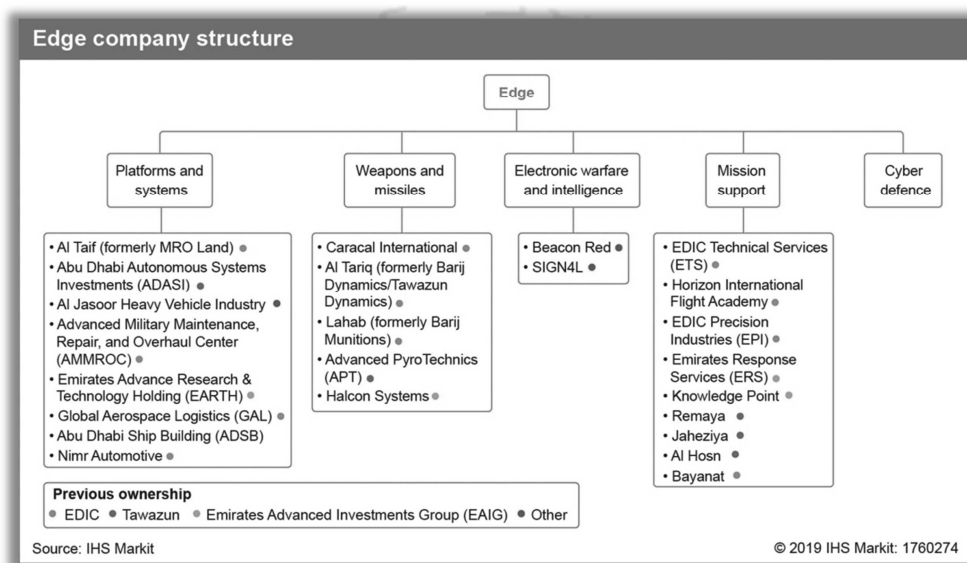 Edge company structure
Edge
Platforms and
systems
Weapons and
missiles
Electronic warfare
and intelligence
Mission
support
Cyber
defence
• Al Taif (formerly MRO Land)
• Abu Dhabi Autonomous Systems
Investments (ADASI)
• Al Jasoor Heavy Vehicle Industry
• Advanced Military Maintenance,
Repair, and Overhaul Center
(AMMROC)
• Emirates Advance Research &
Technology Holding (EARTH)
• Global Aerospace Logistics (GAL)
• Abu Dhabi Ship Building (ADSB)
• Nimr Automotive
• Caracal International
• Al Tariq (formerly Barij
Dynamics/Tawazun
Dynamics)
• Lahab (formerly Barij
Munitions)
• Advanced PyroTechnics
(APT)
• Halcon Systems
• Beacon Red
• SIGN4L
• EDIC Technical Services
(ETS)
• Horizon International
Flight Academy
• EDIC Precision
Industries (EPI)
• Emirates Response
Services (ERS)
• Knowledge Point
• Remaya
• Jaheziya
• Al Hosn
• Bayanat
Previous ownership
EDIC Tawazun Emirates Advanced Investments Group (EAIG) Other
Source: IHS Markit
© 2019 IHS Markit: 1760274